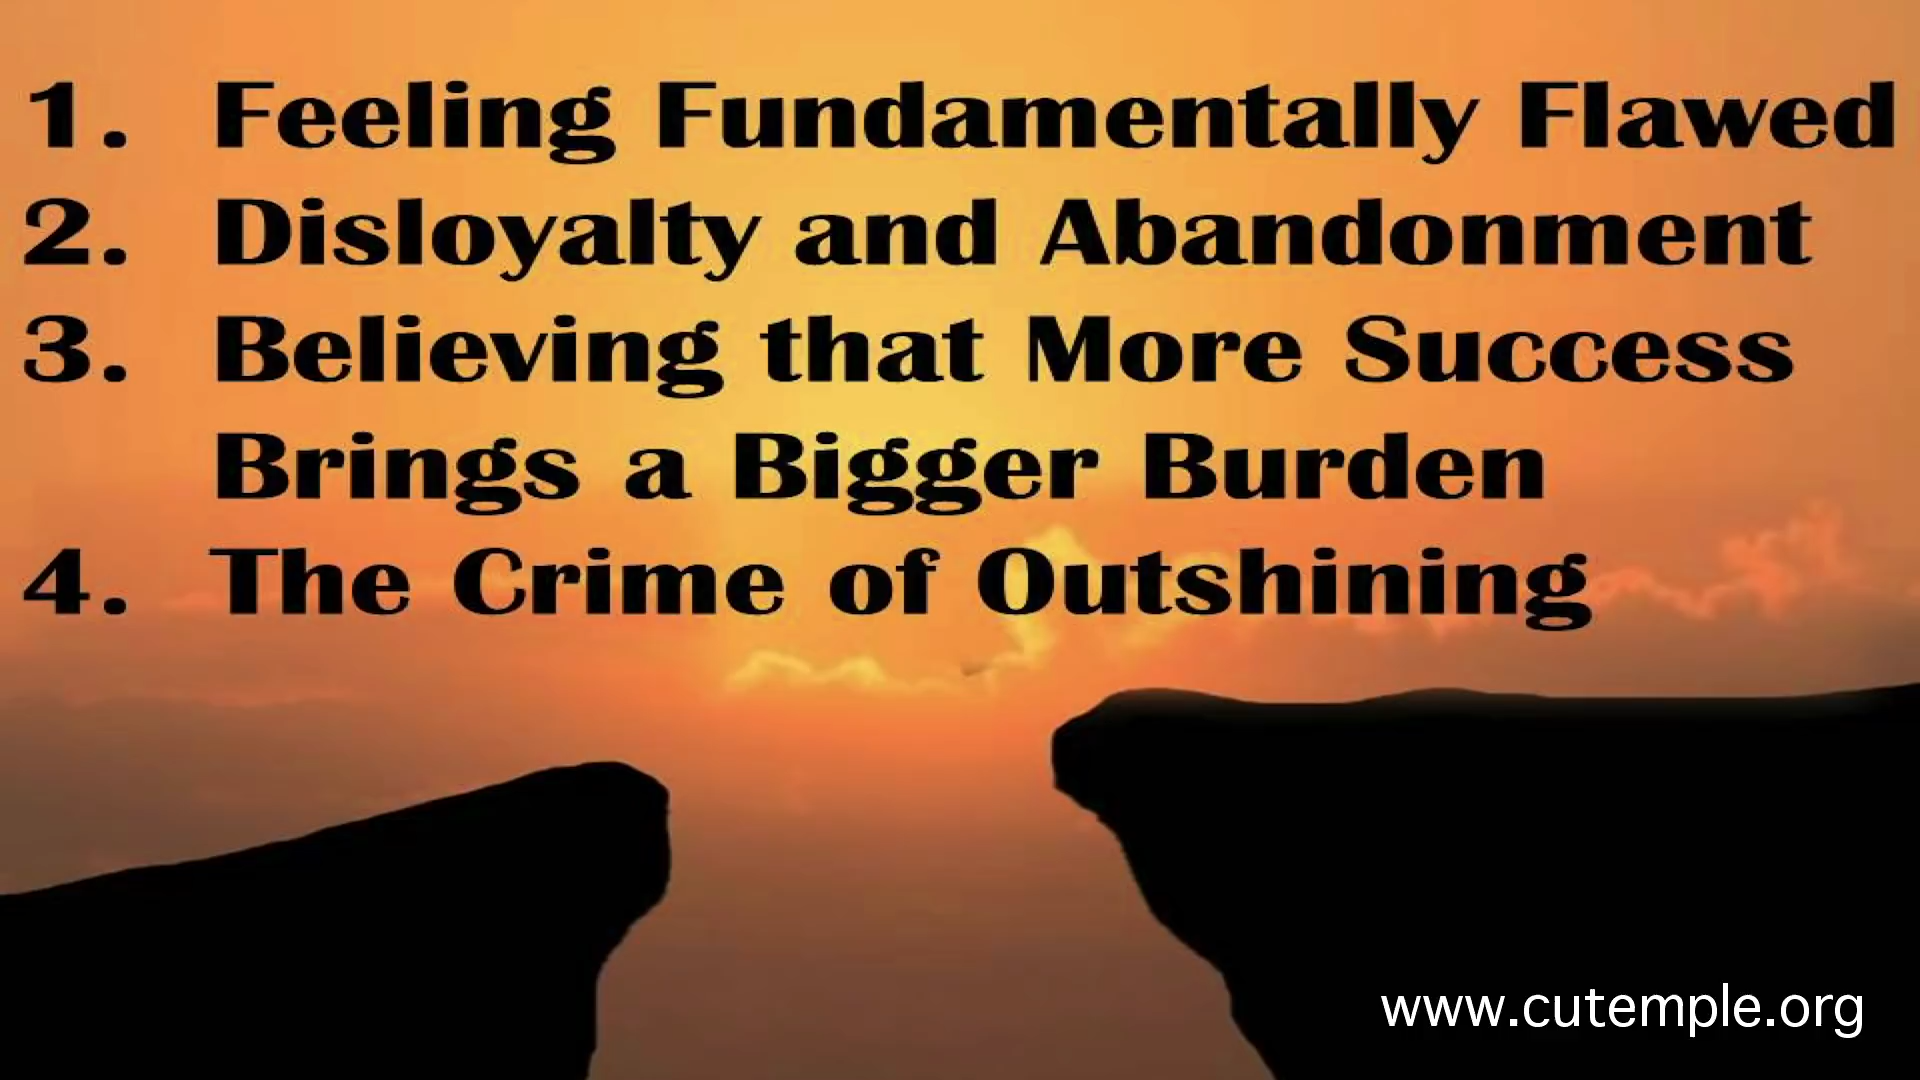 1. Feeling Fundamentally Flawed
2. Disloyalty and Abandonment
3. Believing that More Success
Brings a Bigger Burden
4. The Crime of Outshining
www.cutemple.org